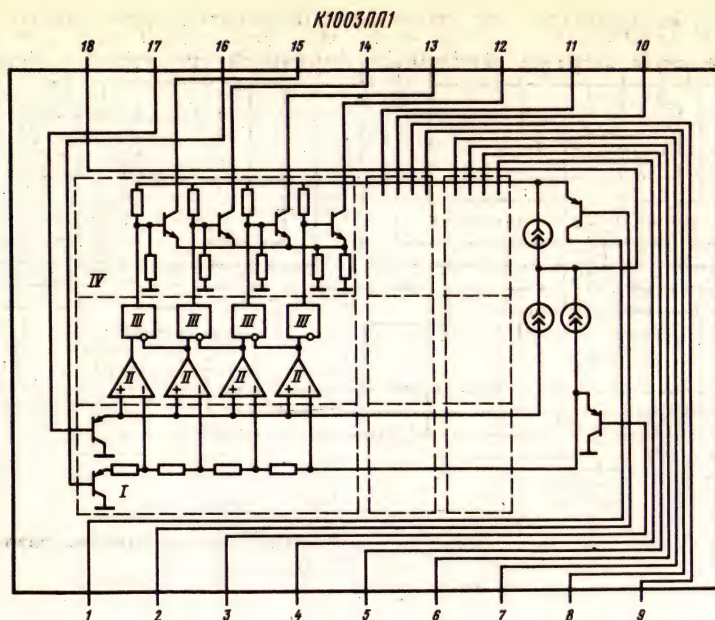 К1003ПП1
18 17 16 15 14 13 12 11 10
IV
III III III III
II II II II
+ - + - + - + -
I
1 2 3 4 5 6 7 8 9